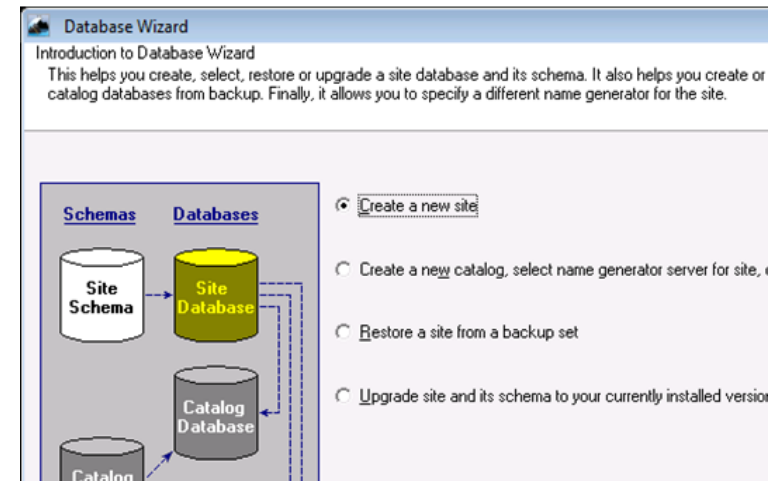 Database Wizard
Introduction to Database Wizard
This helps you create, select, restore or upgrade a site database and its schema. It also helps you create or
catalog databases from backup. Finally, it allows you to specify a different name generator for the site.
Schemas Databases
Create a new site
Site
Schema
Site
Database
Create a new catalog, select name generator server for site,
Restore a site from a backup set
Catalog
Database
Upgrade site and its schema to your currently installed version
Catalog